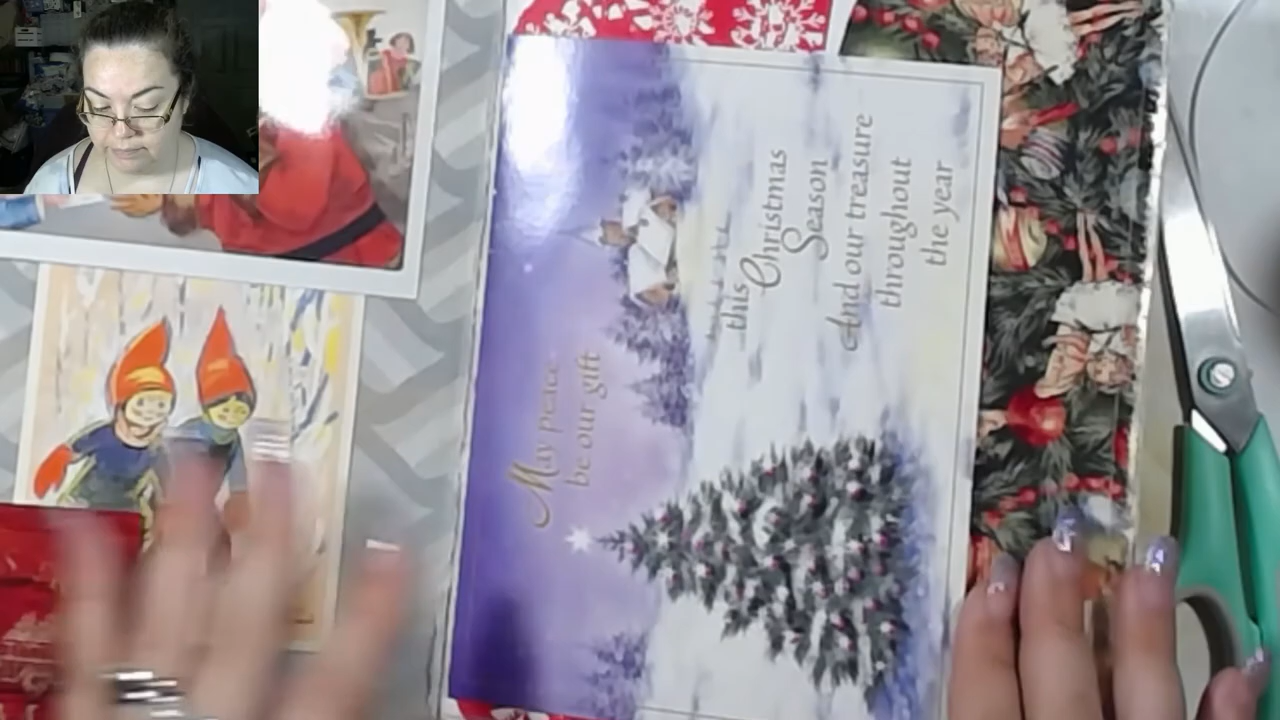 May peace
be our gift
this
Christmas
Season
And our treasure
throughout
the year